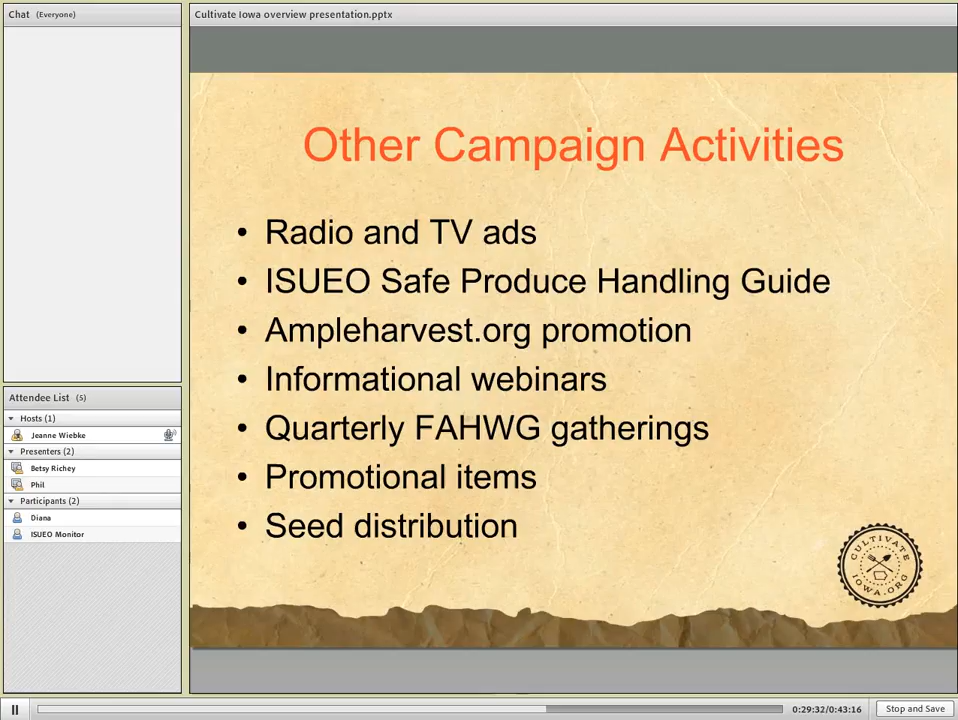 Chat (Everyone)
Cultivate Iowa overview presentation.pptx
Other Campaign Activities
• Radio and TV ads
• ISUEO Safe Produce Handling Guide
• Ampleharvest.org promotion
• Informational webinars
• Quarterly FAHWG gatherings
• Promotional items
• Seed distribution
CULTIVATE
IOWA.ORG
Attendee List (5)
Hosts (1)
Jeanne Wiebke
Presenters (2)
Betsy Richey
Phil
Participants (2)
Diana
ISUEO Monitor
0:29:32/0:43:16
Stop and Save